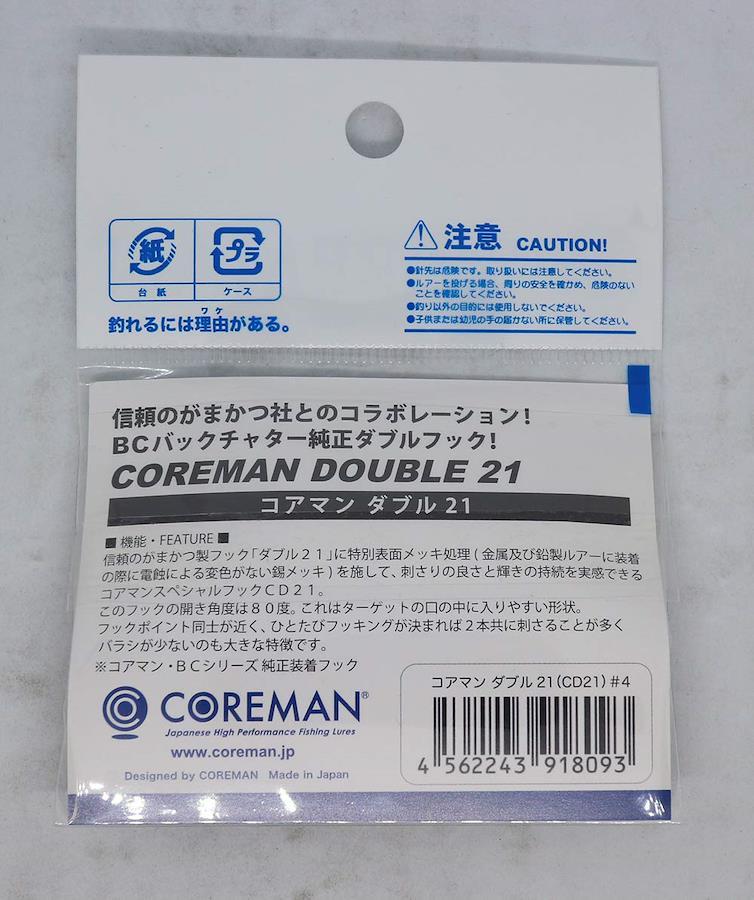 紙
プラ
台 紙
ケース
ワケ
釣れるには理由がある。
注意 CAUTION!
●針先は危険です。取り扱いには注意してください。
●ルアーを投げる場合、周りの安全を確かめ、危険のない
ことを確認してください。
●釣り以外の目的には使用しないでください。
●子供または幼児の手の届かない所に保管してください。
信頼のがまかつ社とのコラボレーション!
BCバックチャター純正ダブルフック!
COREMAN DOUBLE 21
コアマン ダブル 21
■ 機能・FEATURE ■
信頼のがまかつ製フック「ダブル21」に特別表面メッキ処理(金属及び鉛製ルアーに装着
の際に電蝕による変色がない錫メッキ)を施して、刺さりの良さと輝きの持続を実感できる
コアマンスペシャルフックCD21。
このフックの開き角度は80度。これはターゲットの口の中に入りやすい形状。
フックポイント同士が近く、ひとたびフッキングが決まれば2本共に刺さることが多く
バラシが少ないのも大きな特徴です。
※コアマン・BCシリーズ 純正装着フック
COREMAN®
Japanese High Performance Fishing Lures
www.coreman.jp
Designed by COREMAN Made in Japan
コアマン ダブル 21(CD21) #4
4 562243 918093